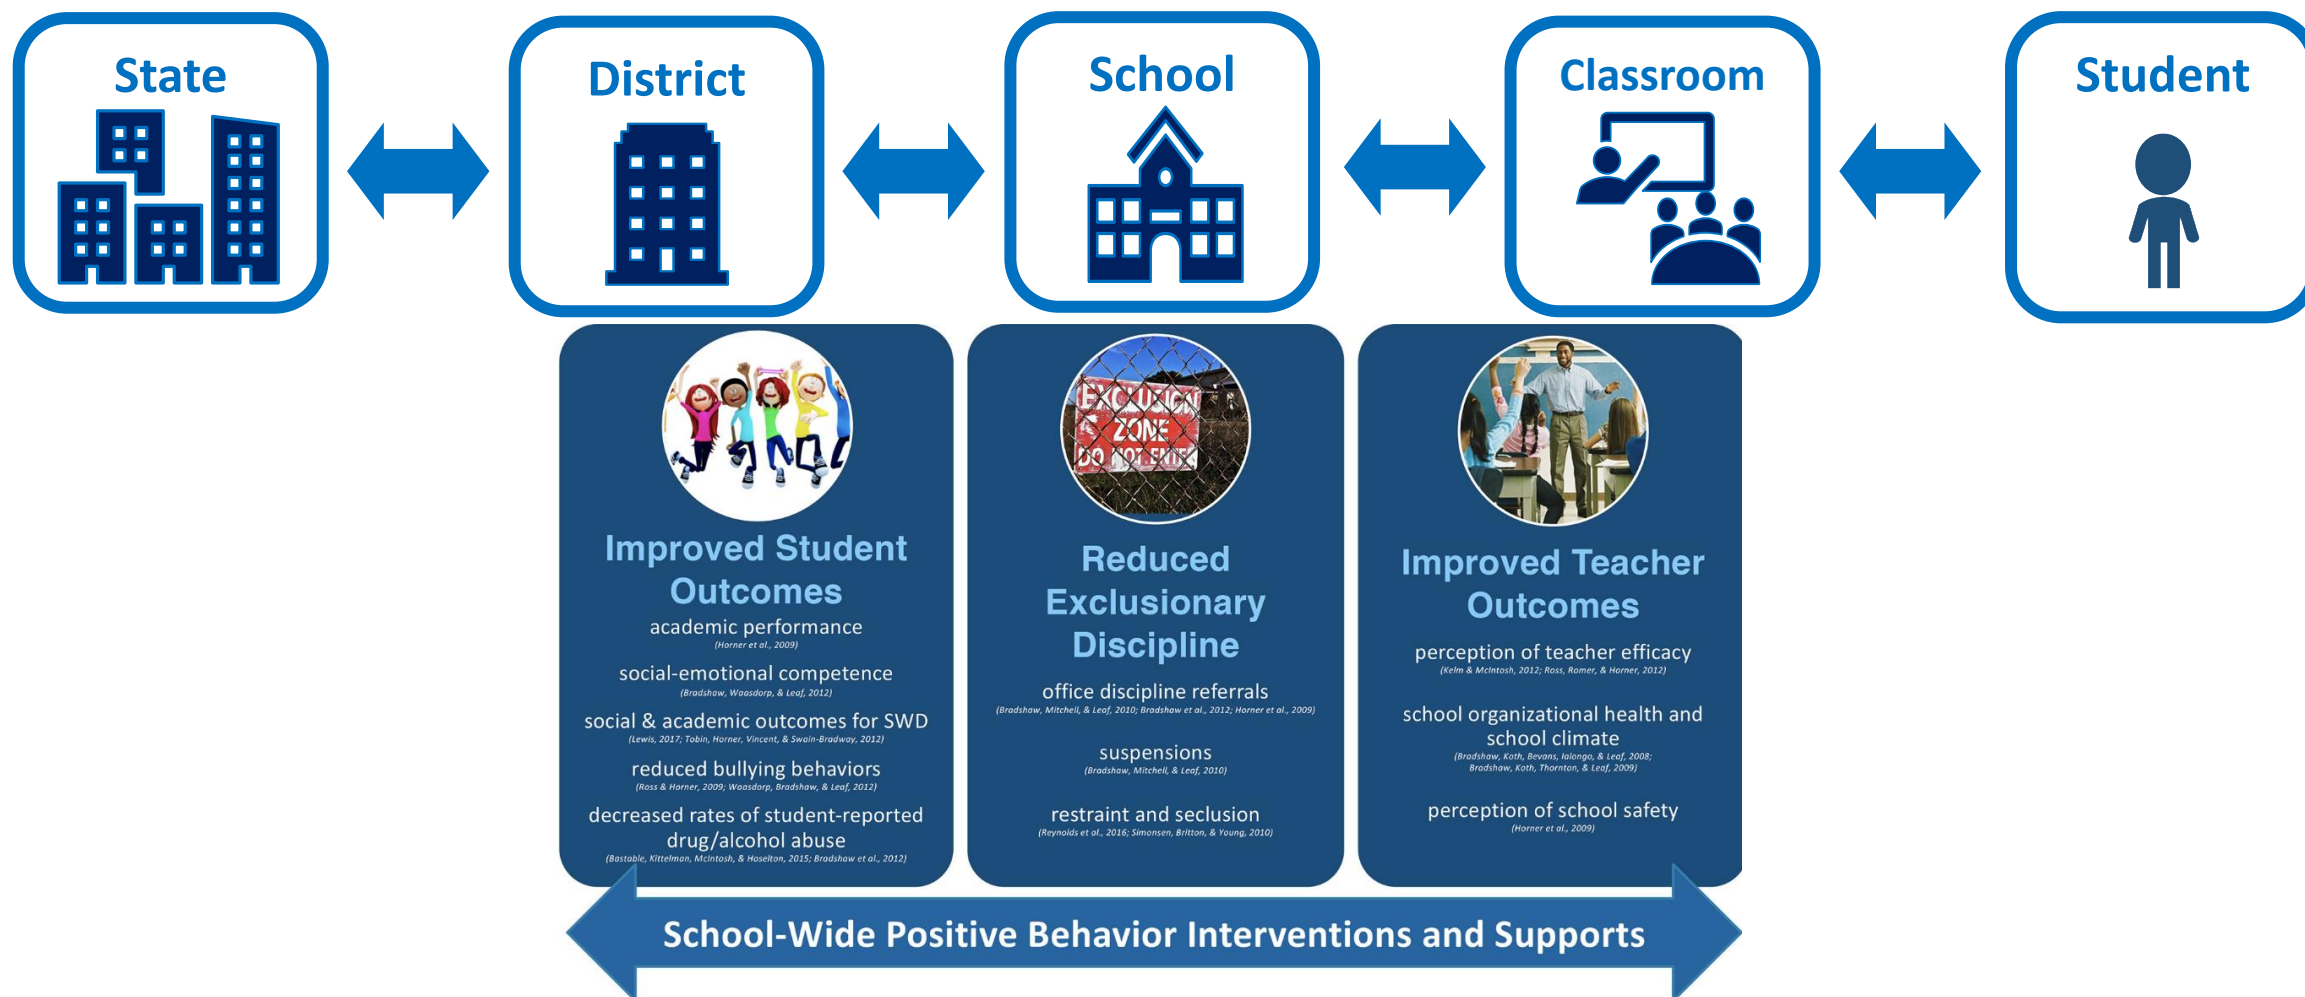 State
District
School
Classroom
Student
EXCLUSION
ZONE
DO NOT ENTER
Improved Student
Outcomes
academic performance
(Horner et al., 2009)
social-emotional competence
(Bradshaw, Waasdorp, & Leaf, 2012)
social & academic outcomes for SWD
(Lewis, 2017; Tobin, Horner, Vincent, & Swain-Bradway, 2012)
reduced bullying behaviors
(Ross & Horner, 2009; Waasdorp, Bradshaw, & Leaf, 2012)
decreased rates of student-reported
drug/alcohol abuse
(Bastable, Kittelman, McIntosh, & Hoselton, 2015; Bradshaw et al., 2012)
Reduced
Exclusionary
Discipline
office discipline referrals
(Bradshaw, Mitchell, & Leaf, 2010; Bradshaw et al., 2012; Horner et al., 2009)
suspensions
(Bradshaw, Mitchell, & Leaf, 2010)
restraint and seclusion
(Reynolds et al., 2016; Simonsen, Britton, & Young, 2010)
Improved Teacher
Outcomes
perception of teacher efficacy
(Kelm & McIntosh, 2012; Ross, Romer, & Horner, 2012)
school organizational health and
school climate
(Bradshaw, Koth, Bevans, Ialongo, & Leaf, 2008;
Bradshaw, Koth, Thornton, & Leaf, 2009)
perception of school safety
(Horner et al., 2009)
School-Wide Positive Behavior Interventions and Supports